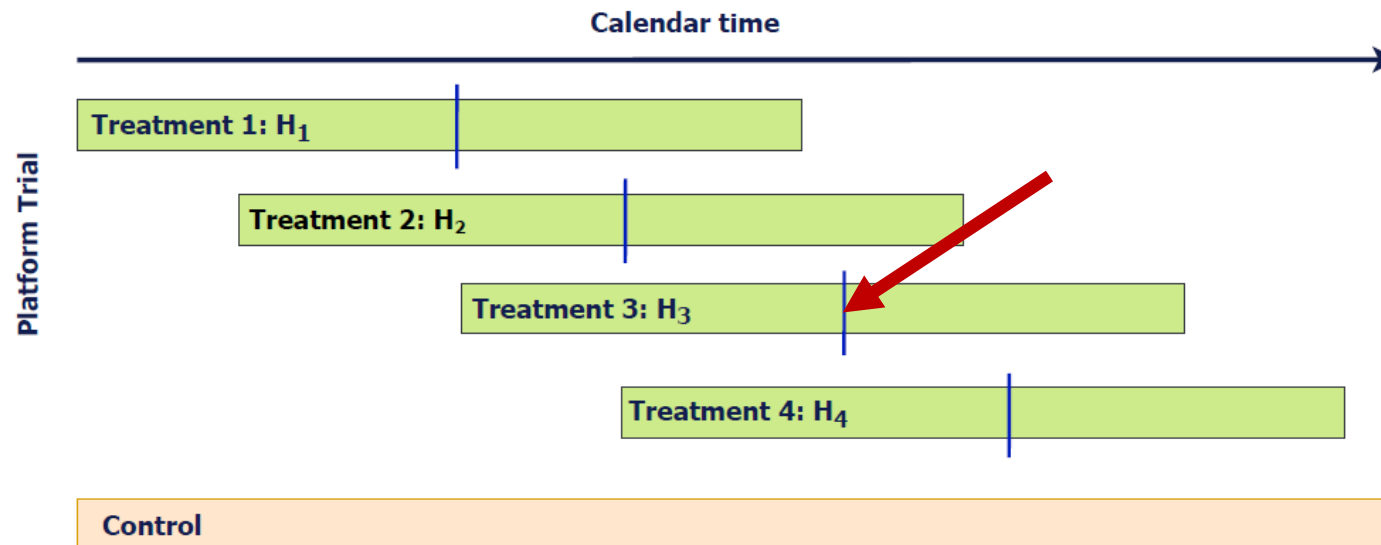 Calendar time
Platform Trial
Treatment 1: H₁
Treatment 2: H₂
Treatment 3: H₃
Treatment 4: H₄
Control